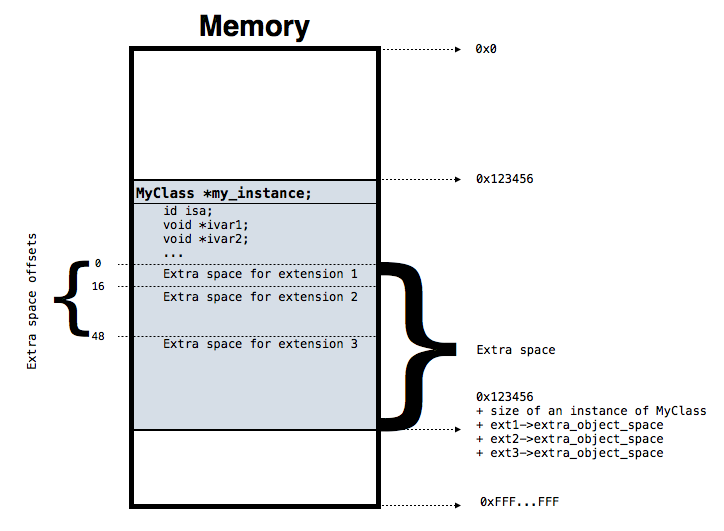 Memory
0x0
0x123456
MyClass *my_instance;
id isa;
void *ivar1;
void *ivar2;
...
Extra space offsets
0
Extra space for extension 1
16
Extra space for extension 2
48
Extra space for extension 3
Extra space
0x123456
+ size of an instance of MyClass
+ ext1->extra_object_space
+ ext2->extra_object_space
+ ext3->extra_object_space
0xFFF...FFF